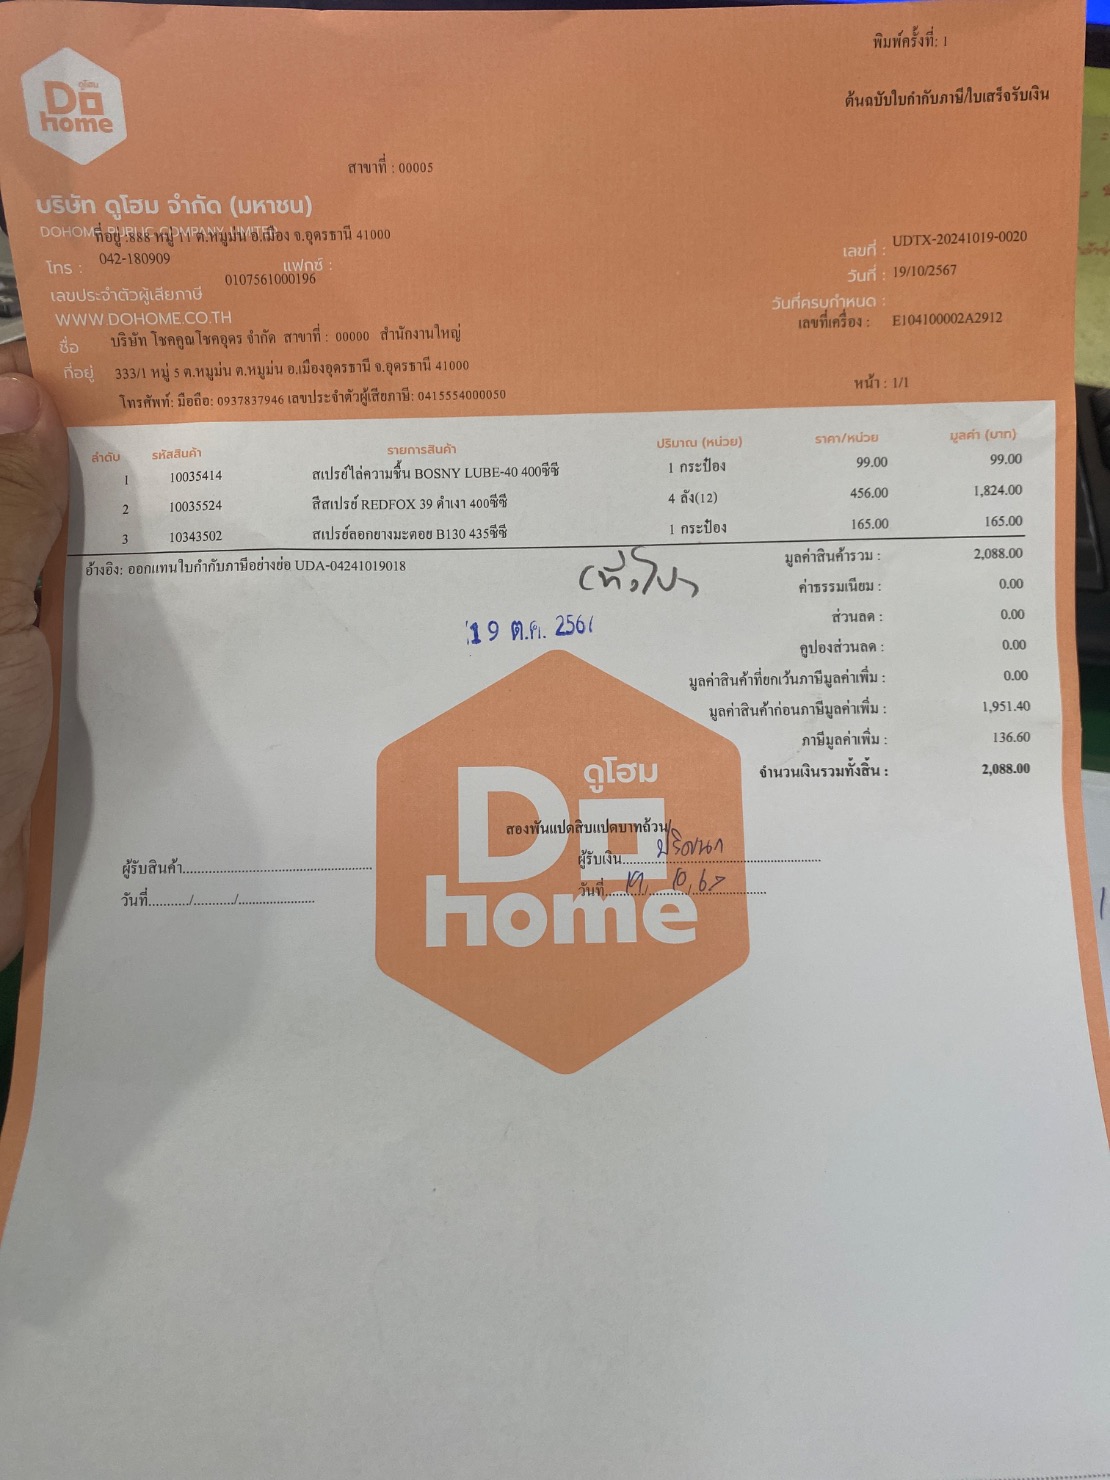 พิมพ์ครั้งที่: 1
ต้นฉบับใบกำกับภาษี/ใบเสร็จรับเงิน
ดูโฮม
Do
home
สาขาที่ : 00005
บริษัท ดูโฮม จำกัด (มหาชน)
DOHOME PUBLIC COMPANY LIMITED
ที่อยู่ :888 หมู่ 11 ต.หมูม่น อ.เมือง จ.อุดรธานี 41000
โทร : 042-180909 แฟกซ์ :
เลขประจำตัวผู้เสียภาษี 0107561000196
WWW.DOHOME.CO.TH
เลขที่ : UDTX-20241019-0020
วันที่ : 19/10/2567
วันที่ครบกำหนด :
เลขที่เครื่อง : E104100002A2912
ชื่อ บริษัท โชคคูณโชคอุดร จำกัด สาขาที่ : 00000 สำนักงานใหญ่
ที่อยู่ 333/1 หมู่ 5 ต.หมูม่น ต.หมูม่น อ.เมืองอุดรธานี จ.อุดรธานี 41000
โทรศัพท์: มือถือ: 0937837946 เลขประจำตัวผู้เสียภาษี: 0415554000050
หน้า : 1/1
ลำดับ รหัสสินค้า รายการสินค้า ปริมาณ (หน่วย) ราคา/หน่วย มูลค่า (บาท)
1 10035414 สเปรย์ไล่ความชื้น BOSNY LUBE-40 400ซีซี 1 กระป๋อง 99.00 99.00
2 10035524 สีสเปรย์ REDFOX 39 ดำเงา 400ซีซี 4 ลัง(12) 456.00 1,824.00
3 10343502 สเปรย์ลอกยางมะตอย B130 435ซีซี 1 กระป๋อง 165.00 165.00
อ้างอิง: ออกแทนใบกำกับภาษีอย่างย่อ UDA-04241019018
มูลค่าสินค้ารวม : 2,088.00
ค่าธรรมเนียม : 0.00
ส่วนลด : 0.00
19 ต.ค. 2567
คูปองส่วนลด : 0.00
มูลค่าสินค้าที่ยกเว้นภาษีมูลค่าเพิ่ม : 0.00
มูลค่าสินค้าก่อนภาษีมูลค่าเพิ่ม : 1,951.40
ภาษีมูลค่าเพิ่ม : 136.60
จำนวนเงินรวมทั้งสิ้น : 2,088.00
ดูโฮม
Do
home
สองพันแปดสิบแปดบาทถ้วน
ผู้รับสินค้า
ผู้รับเงิน
วันที่........../........../....................
วันที่ 19/10/67